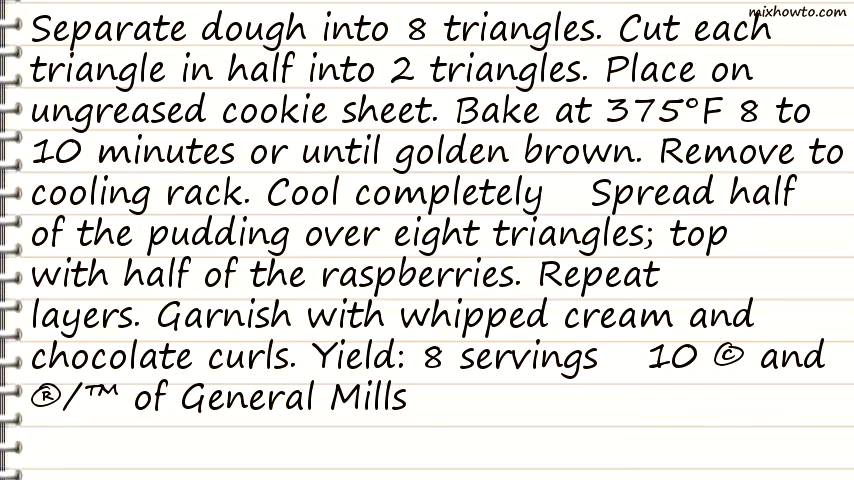 mixhowto.com
Separate dough into 8 triangles. Cut each
triangle in half into 2 triangles. Place on
ungreased cookie sheet. Bake at 375°F 8 to
10 minutes or until golden brown. Remove to
cooling rack. Cool completely    Spread half
of the pudding over eight triangles; top
with half of the raspberries. Repeat
layers. Garnish with whipped cream and
chocolate curls. Yield: 8 servings    10 © and
®/™ of General Mills